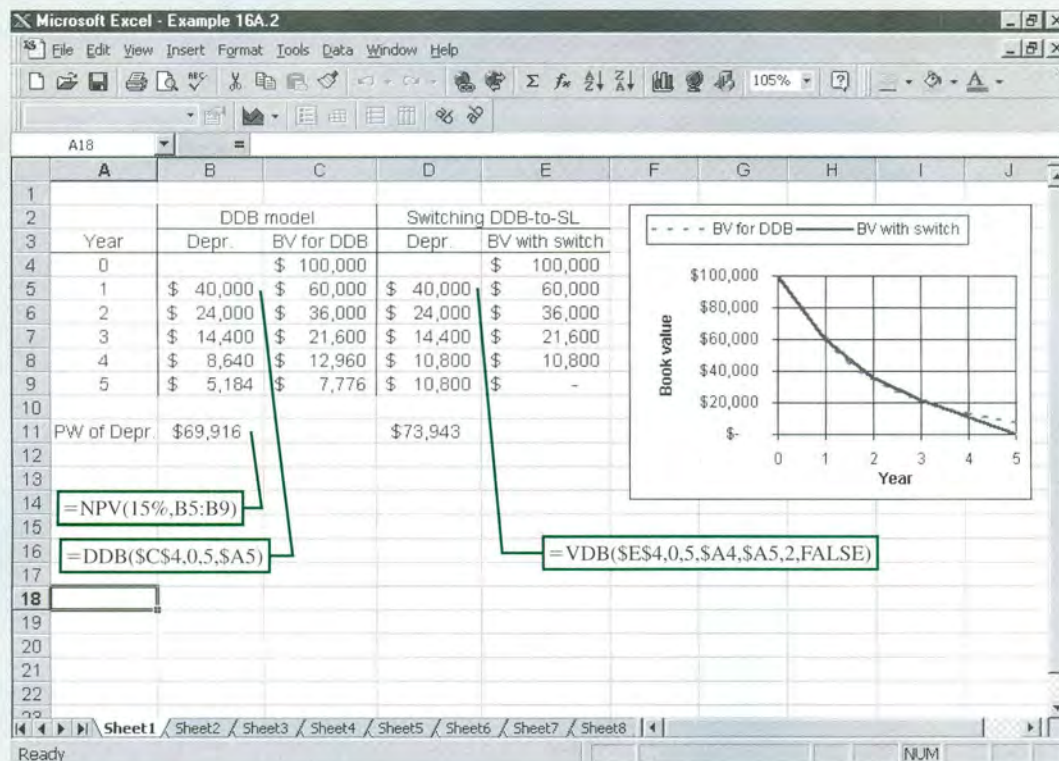 Microsoft Excel - Example 16A.2
File Edit View Insert Format Tools Data Window Help
105%
A18 =
A B C D E F G H I J
1
2 DDB model Switching DDB-to-SL
3 Year Depr. BV for DDB Depr. BV with switch
4 0 $ 100,000 $ 100,000
5 1 $ 40,000 $ 60,000 $ 40,000 $ 60,000
6 2 $ 24,000 $ 36,000 $ 24,000 $ 36,000
7 3 $ 14,400 $ 21,600 $ 14,400 $ 21,600
8 4 $ 8,640 $ 12,960 $ 10,800 $ 10,800
9 5 $ 5,184 $ 7,776 $ 10,800 $ -
10
11 PW of Depr. $69,916 $73,943
12
13
14 =NPV(15%,B5:B9)
15
16 =DDB($C$4,0,5,$A5) =VDB($E$4,0,5,$A4,$A5,2,FALSE)
17
18
19
20
21
22
23
BV for DDB BV with switch
$100,000
$80,000
$60,000
$40,000
$20,000
$-
Book value
0 1 2 3 4 5
Year
Sheet1 Sheet2 Sheet3 Sheet4 Sheet5 Sheet6 Sheet7 Sheet8
Ready NUM